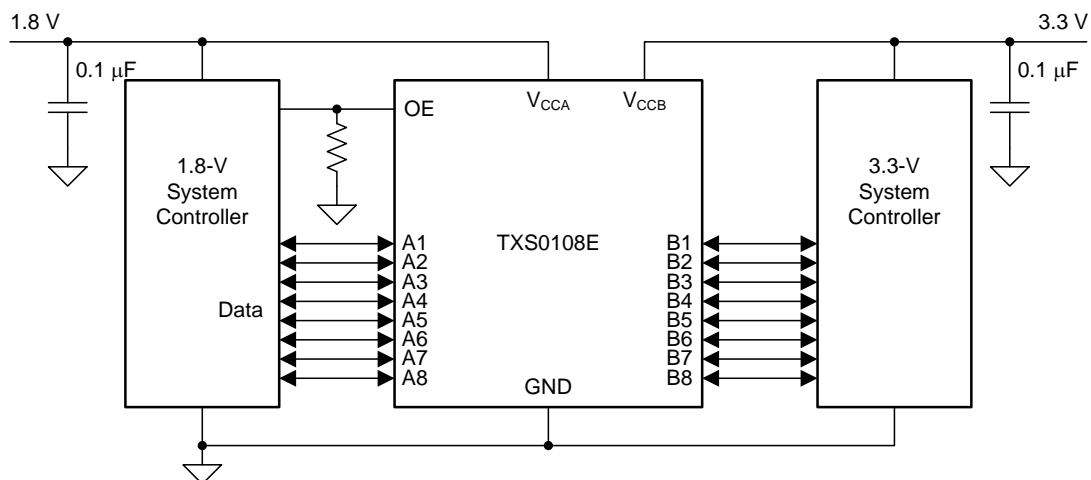 1.8 V
3.3 V
0.1 μF
0.1 μF
OE
V_CCA
V_CCB
1.8-V
System
Controller
3.3-V
System
Controller
TXS0108E
Data
A1
A2
A3
A4
A5
A6
A7
A8
B1
B2
B3
B4
B5
B6
B7
B8
GND